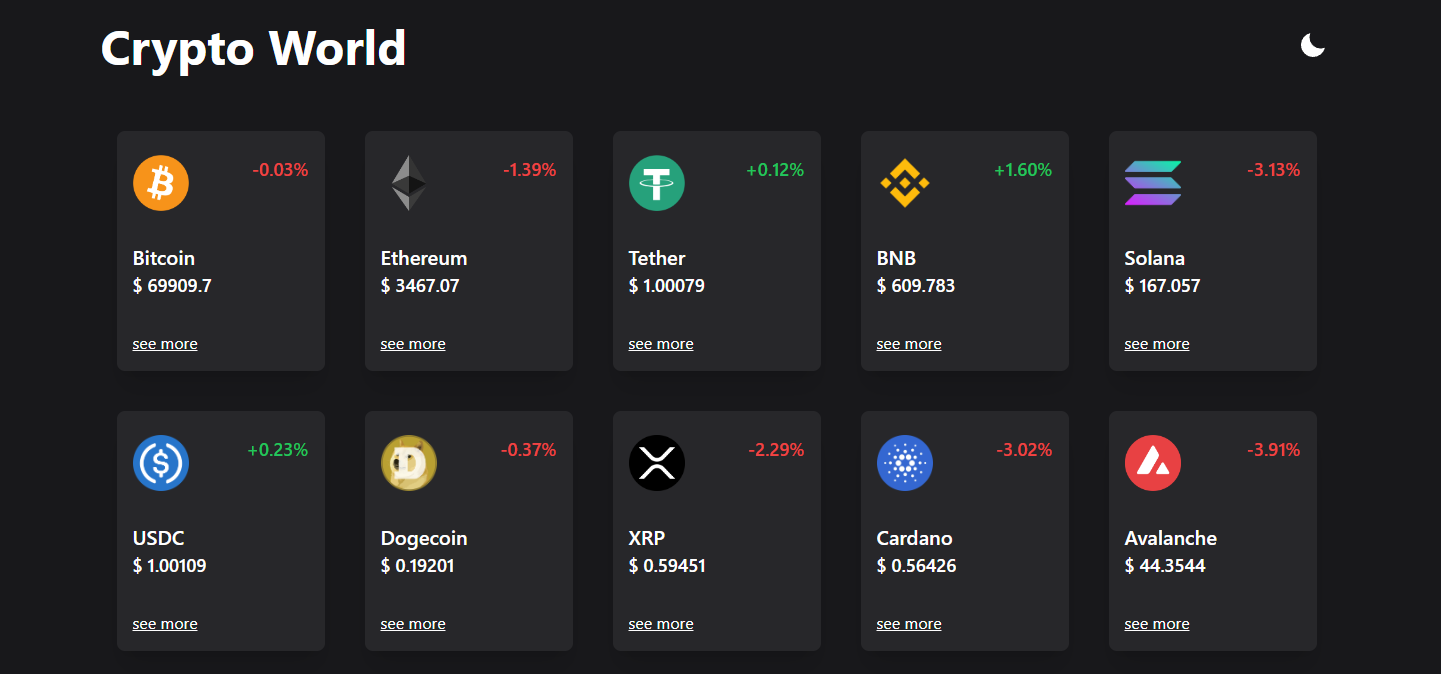 Crypto World
-0.03%
Bitcoin
$ 69909.7
see more
-1.39%
Ethereum
$ 3467.07
see more
+0.12%
Tether
$ 1.00079
see more
+1.60%
BNB
$ 609.783
see more
-3.13%
Solana
$ 167.057
see more
+0.23%
USDC
$ 1.00109
see more
-0.37%
Dogecoin
$ 0.19201
see more
-2.29%
XRP
$ 0.59451
see more
-3.02%
Cardano
$ 0.56426
see more
-3.91%
Avalanche
$ 44.3544
see more